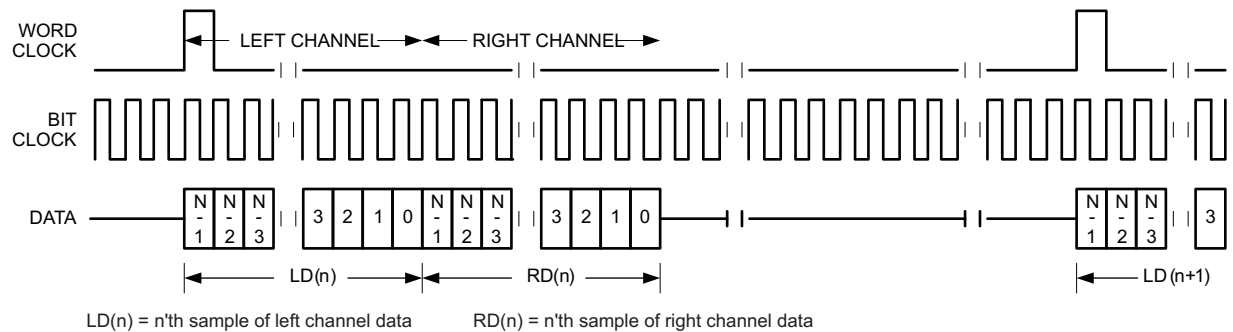 WORD
CLOCK
LEFT CHANNEL
RIGHT CHANNEL
BIT
CLOCK
DATA
N-1 N-2 N-3 3 2 1 0 N-1 N-2 N-3 3 2 1 0 N-1 N-2 N-3 3
LD(n) RD(n) LD (n+1)
LD(n) = n'th sample of left channel data RD(n) = n'th sample of right channel data